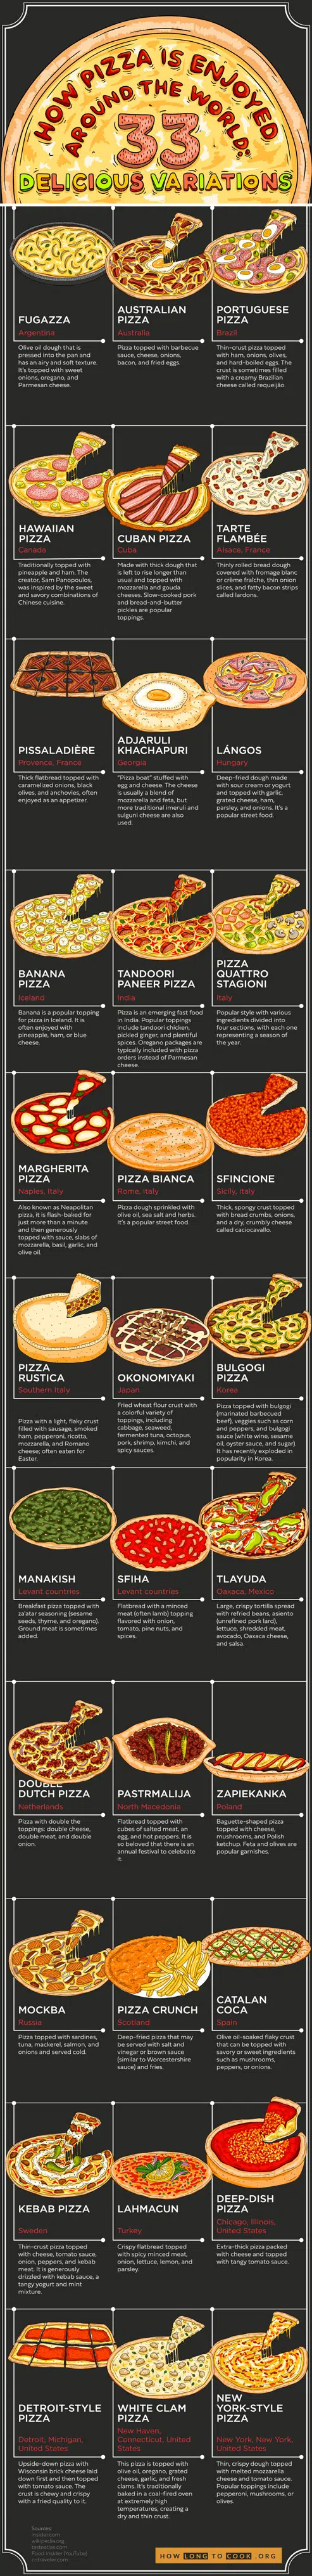 HOW PIZZA IS ENJOYED
AROUND THE WORLD:
33
DELICIOUS VARIATIONS
FUGAZZA
Argentina
Olive oil dough that is
pressed into the pan and
has an airy and soft texture.
It's topped with sweet
onions, oregano, and
Parmesan cheese.
AUSTRALIAN
PIZZA
Australia
Pizza topped with barbecue
sauce, cheese, onions,
bacon, and fried eggs.
PORTUGUESE
PIZZA
Brazil
Thin-crust pizza topped
with ham, onions, olives,
and hard-boiled eggs. The
crust is sometimes filled
with a creamy Brazilian
cheese called requeijão.
HAWAIIAN
PIZZA
Canada
Traditionally topped with
pineapple and ham. The
creator, Sam Panopoulos,
was inspired by the sweet
and savory combinations of
Chinese cuisine.
CUBAN PIZZA
Cuba
Made with thick dough that
is left to rise longer than
usual and topped with
mozzarella and gouda
cheeses. Slow-cooked pork
and bread-and-butter
pickles are popular
toppings.
TARTE
FLAMBÉE
Alsace, France
Thinly rolled bread dough
covered with fromage blanc
or crème fraîche, thin onion
slices, and fatty bacon strips
called lardons.
PISSALADIÈRE
Provence, France
Thick flatbread topped with
caramelized onions, black
olives, and anchovies, often
enjoyed as an appetizer.
ADJARULI
KHACHAPURI
Georgia
"Pizza boat" stuffed with
egg and cheese. The cheese
is usually a blend of
mozzarella and feta, but
more traditional imeruli and
sulguni cheese are also
used.
LÁNGOS
Hungary
Deep-fried dough made
with sour cream or yogurt
and topped with garlic,
grated cheese, ham,
parsley, and onions. It's a
popular street food.
BANANA
PIZZA
Iceland
Banana is a popular topping
for pizza in Iceland. It is
often enjoyed with
pineapple, ham, or blue
cheese.
TANDOORI
PANEER PIZZA
India
Pizza is an emerging fast food
in India. Popular toppings
include tandoori chicken,
pickled ginger, and plentiful
spices. Oregano packages are
typically included with pizza
orders instead of Parmesan
cheese.
PIZZA
QUATTRO
STAGIONI
Italy
Popular style with various
ingredients divided into
four sections, with each one
representing a season of
the year.
MARGHERITA
PIZZA
Naples, Italy
Also known as Neapolitan
pizza, it is flash-baked for
just more than a minute
and then generously
topped with sauce, slabs of
mozzarella, basil, garlic, and
olive oil.
PIZZA BIANCA
Rome, Italy
Pizza dough sprinkled with
olive oil, sea salt and herbs.
It's a popular street food.
SFINCIONE
Sicily, Italy
Thick, spongy crust topped
with bread crumbs, onions,
and a dry, crumbly cheese
called caciocavallo.
PIZZA
RUSTICA
Southern Italy
Pizza with a light, flaky crust
filled with sausage, smoked
ham, pepperoni, ricotta,
mozzarella, and Romano
cheese; often eaten for
Easter.
OKONOMIYAKI
Japan
Fried wheat flour crust with
a colorful variety of
toppings, including
cabbage, seaweed,
fermented tuna, octopus,
pork, shrimp, kimchi, and
spicy sauces.
BULGOGI
PIZZA
Korea
Pizza topped with bulgogi
(marinated barbecued
beef), veggies such as corn
and peppers, and bulgogi
sauce (white wine, sesame
oil, oyster sauce, and sugar).
It has recently exploded in
popularity in Korea.
MANAKISH
Levant countries
Breakfast pizza topped with
za'atar seasoning (sesame
seeds, thyme, and oregano).
Ground meat is sometimes
added.
SFIHA
Levant countries
Flatbread with a minced
meat (often lamb) topping
flavored with onion,
tomato, pine nuts, and
spices.
TLAYUDA
Oaxaca, Mexico
Large, crispy tortilla spread
with refried beans, asiento
(unrefined pork lard),
lettuce, shredded meat,
avocado, Oaxaca cheese,
and salsa.
DOUBLE
DUTCH PIZZA
Netherlands
Pizza with double the
toppings: double cheese,
double meat, and double
onion.
PASTRMALIJA
North Macedonia
Flatbread topped with
cubes of salted meat, an
egg, and hot peppers. It is
so beloved that there is an
annual festival to celebrate
it.
ZAPIEKANKA
Poland
Baguette-shaped pizza
topped with cheese,
mushrooms, and Polish
ketchup. Feta and olives are
popular garnishes.
MOCKBA
Russia
Pizza topped with sardines,
tuna, mackerel, salmon, and
onions and served cold.
PIZZA CRUNCH
Scotland
Deep-fried pizza that may
be served with salt and
vinegar or brown sauce
(similar to Worcestershire
sauce) and fries.
CATALAN
COCA
Spain
Olive oil-soaked flaky crust
that can be topped with
savory or sweet ingredients
such as mushrooms,
peppers, or onions.
KEBAB PIZZA
Sweden
Thin-crust pizza topped
with cheese, tomato sauce,
onion, peppers, and kebab
meat. It is generously
drizzled with kebab sauce, a
tangy yogurt and mint
mixture.
LAHMACUN
Turkey
Crispy flatbread topped
with spicy minced meat,
onion, lettuce, lemon, and
parsley.
DEEP-DISH
PIZZA
Chicago, Illinois,
United States
Extra-thick pizza packed
with cheese and topped
with tangy tomato sauce.
DETROIT-STYLE
PIZZA
Detroit, Michigan,
United States
Upside-down pizza with
Wisconsin brick cheese laid
down first and then topped
with tomato sauce. The
crust is chewy and crispy
with a fried quality to it.
WHITE CLAM
PIZZA
New Haven,
Connecticut, United
States
This pizza is topped with
olive oil, oregano, grated
cheese, garlic, and fresh
clams. It's traditionally
baked in a coal-fired oven
at extremely high
temperatures, creating a
dry and thin crust.
NEW
YORK-STYLE
PIZZA
New York, New York,
United States
Thin, crispy dough topped
with melted mozzarella
cheese and tomato sauce.
Popular toppings include
pepperoni, mushrooms, or
olives.
Sources:
insider.com
wikipedia.org
tasteatlas.com
Food Insider (YouTube)
cntraveler.com
HOW LONG TO COOK .ORG